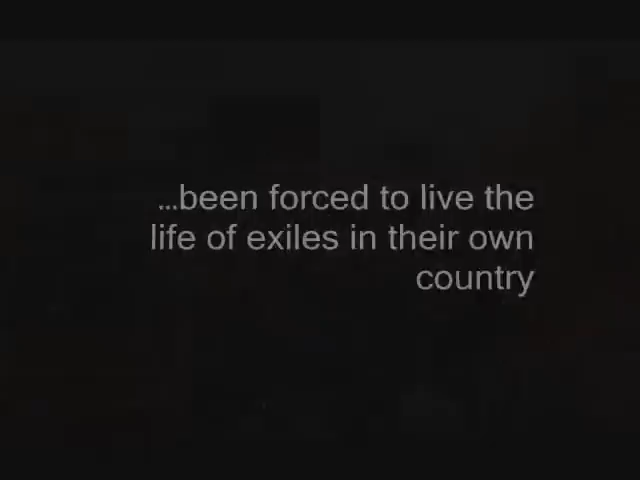 ...been forced to live the
life of exiles in their own
country